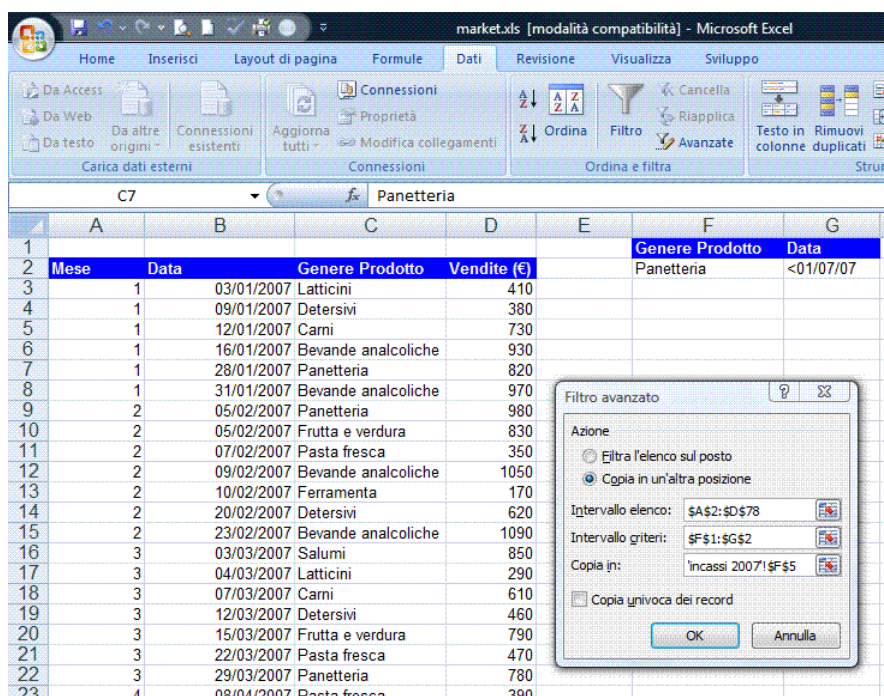 market.xls [modalità compatibilità] - Microsoft Excel
Home Inserisci Layout di pagina Formule Dati Revisione Visualizza Sviluppo
Da Access
Da Web
Da testo
Da altre origini
Connessioni esistenti
Carica dati esterni
Aggiorna tutti
Connessioni
Proprietà
Modifica collegamenti
Connessioni
Ordina
Filtro
Cancella
Riapplica
Avanzate
Ordina e filtra
Testo in colonne
Rimuovi duplicati
Strur
C7 fx Panetteria
A B C D E F G
1 Genere Prodotto Data
2 Mese Data Genere Prodotto Vendite (€) Panetteria <01/07/07
3 1 03/01/2007 Latticini 410
4 1 09/01/2007 Detersivi 380
5 1 12/01/2007 Carni 730
6 1 16/01/2007 Bevande analcoliche 930
7 1 28/01/2007 Panetteria 820
8 1 31/01/2007 Bevande analcoliche 970
9 2 05/02/2007 Panetteria 980
10 2 05/02/2007 Frutta e verdura 830
11 2 07/02/2007 Pasta fresca 350
12 2 09/02/2007 Bevande analcoliche 1050
13 2 10/02/2007 Ferramenta 170
14 2 20/02/2007 Detersivi 620
15 2 23/02/2007 Bevande analcoliche 1090
16 3 03/03/2007 Salumi 850
17 3 04/03/2007 Latticini 290
18 3 07/03/2007 Carni 610
19 3 12/03/2007 Detersivi 460
20 3 15/03/2007 Frutta e verdura 790
21 3 22/03/2007 Pasta fresca 470
22 3 29/03/2007 Panetteria 780
23 4 08/04/2007 Pasta fresca 390
Filtro avanzato
Azione
Filtra l'elenco sul posto
Copia in un'altra posizione
Intervallo elenco: $A$2:$D$78
Intervallo criteri: $F$1:$G$2
Copia in: 'incassi 2007'!$F$5
Copia univoca dei record
OK Annulla